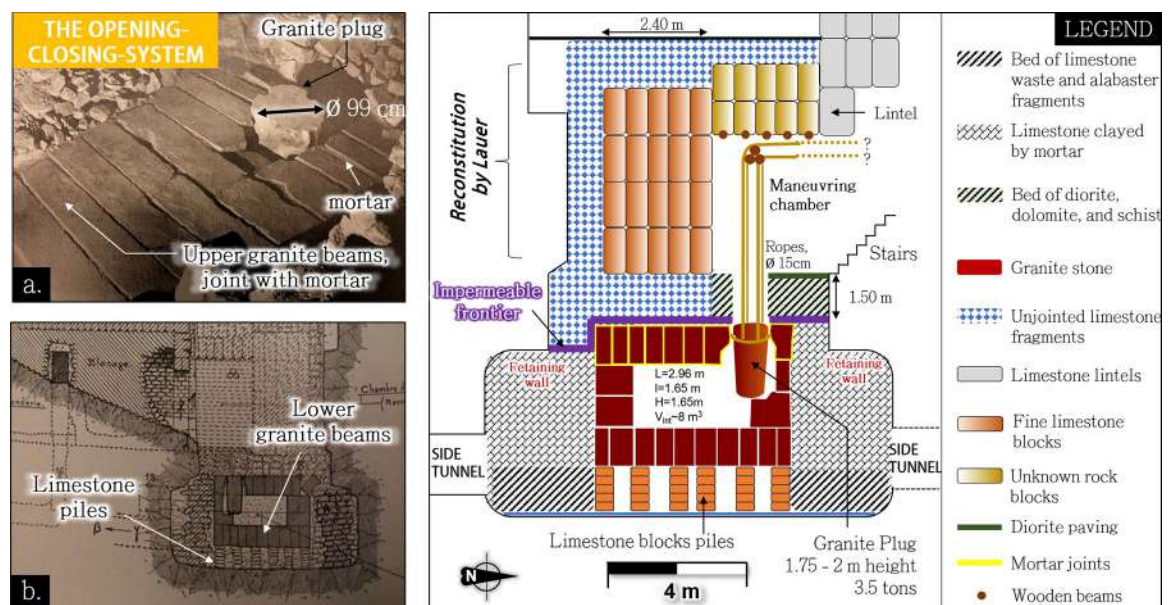 THE OPENING-
CLOSING-SYSTEM
Granite plug
Ø 99 cm
mortar
Upper granite beams,
joint with mortar
a.
Blocage
Lower
granite beams
Limestone
piles
β
γ
b.
2.40 m
Reconstitution
by Lauer
Lintel
?
?
Maneuvring
chamber
Ropes,
Ø 15cm
Stairs
1.50 m
Impermeable
frontier
Retaining
wall
Retaining
wall
L=2.96 m
l=1.65 m
H=1.65m
Vint~8 m³
SIDE
TUNNEL
SIDE
TUNNEL
Limestone blocks piles
Granite Plug
1.75 - 2 m height
3.5 tons
N
4 m
LEGEND
Bed of limestone
waste and alabaster
fragments
Limestone clayed
by mortar
Bed of diorite,
dolomite, and schist
Granite stone
Unjointed limestone
fragments
Limestone lintels
Fine limestone
blocks
Unknown rock
blocks
Diorite paving
Mortar joints
Wooden beams